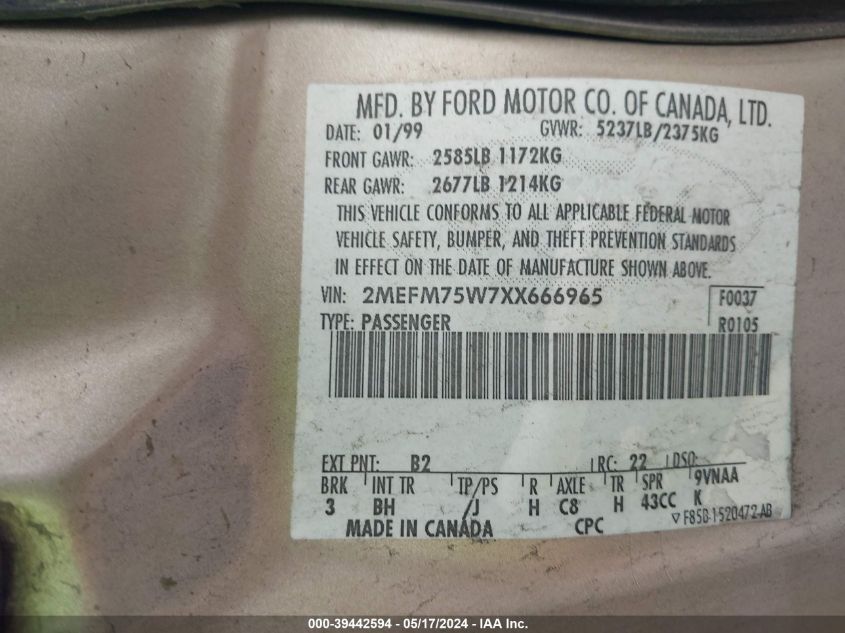 MFD. BY FORD MOTOR CO. OF CANADA, LTD.
DATE: 01/99 GVWR: 5237LB/2375KG
FRONT GAWR: 2585LB 1172KG
REAR GAWR: 2677LB 1214KG
THIS VEHICLE CONFORMS TO ALL APPLICABLE FEDERAL MOTOR
VEHICLE SAFETY, BUMPER, AND THEFT PREVENTION STANDARDS
IN EFFECT ON THE DATE OF MANUFACTURE SHOWN ABOVE.
VIN: 2MEFM75W7XX666965 F0037
TYPE: PASSENGER R0105
EXT PNT: B2 RC: 22 DSO:
BRK INT TR TP/PS R AXLE TR SPR 9VNAA
3 BH /J H C8 H 43CC K
MADE IN CANADA CPC ▽F85B-1520472-AB
000-39442594 - 05/17/2024 - IAA Inc.